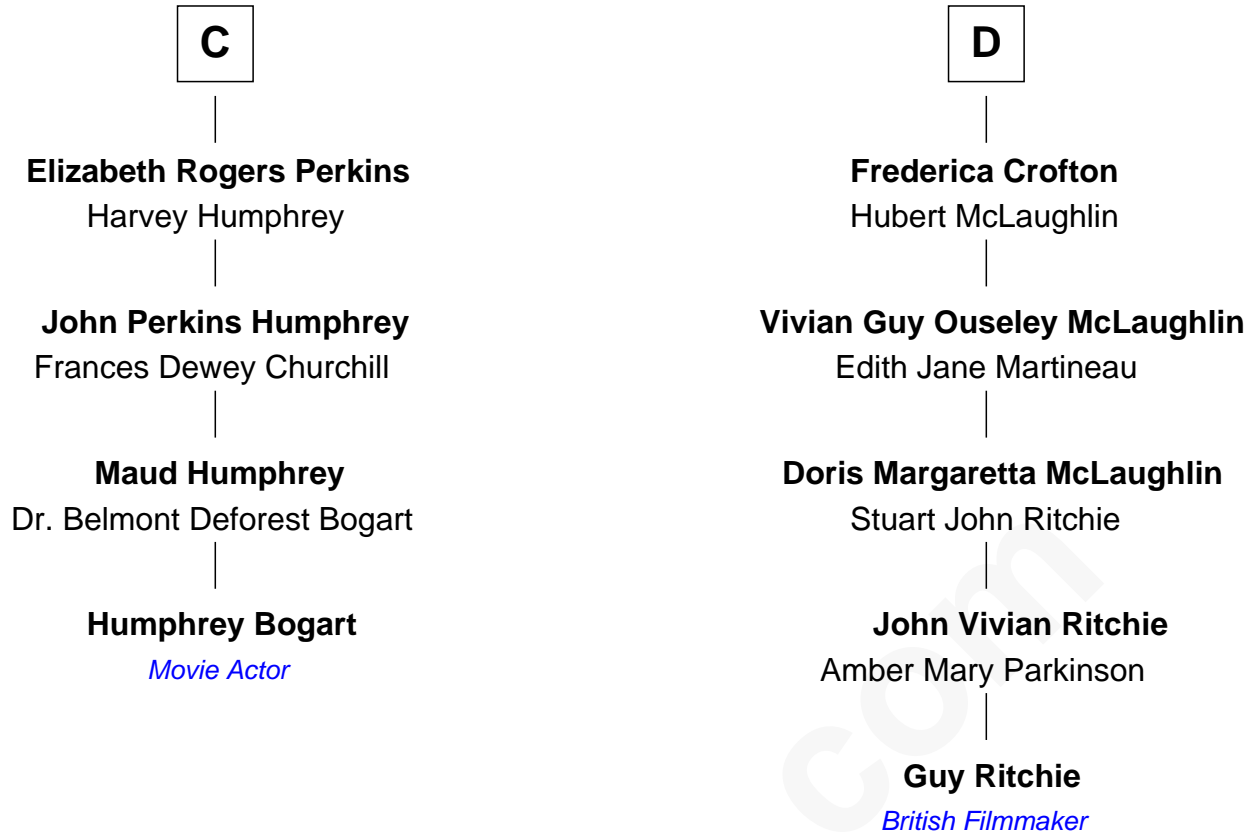 C
Elizabeth Rogers Perkins
Harvey Humphrey
John Perkins Humphrey
Frances Dewey Churchill
Maud Humphrey
Dr. Belmont Deforest Bogart
Humphrey Bogart
Movie Actor
D
Frederica Crofton
Hubert McLaughlin
Vivian Guy Ouseley McLaughlin
Edith Jane Martineau
Doris Margaretta McLaughlin
Stuart John Ritchie
John Vivian Ritchie
Amber Mary Parkinson
Guy Ritchie
British Filmmaker
com